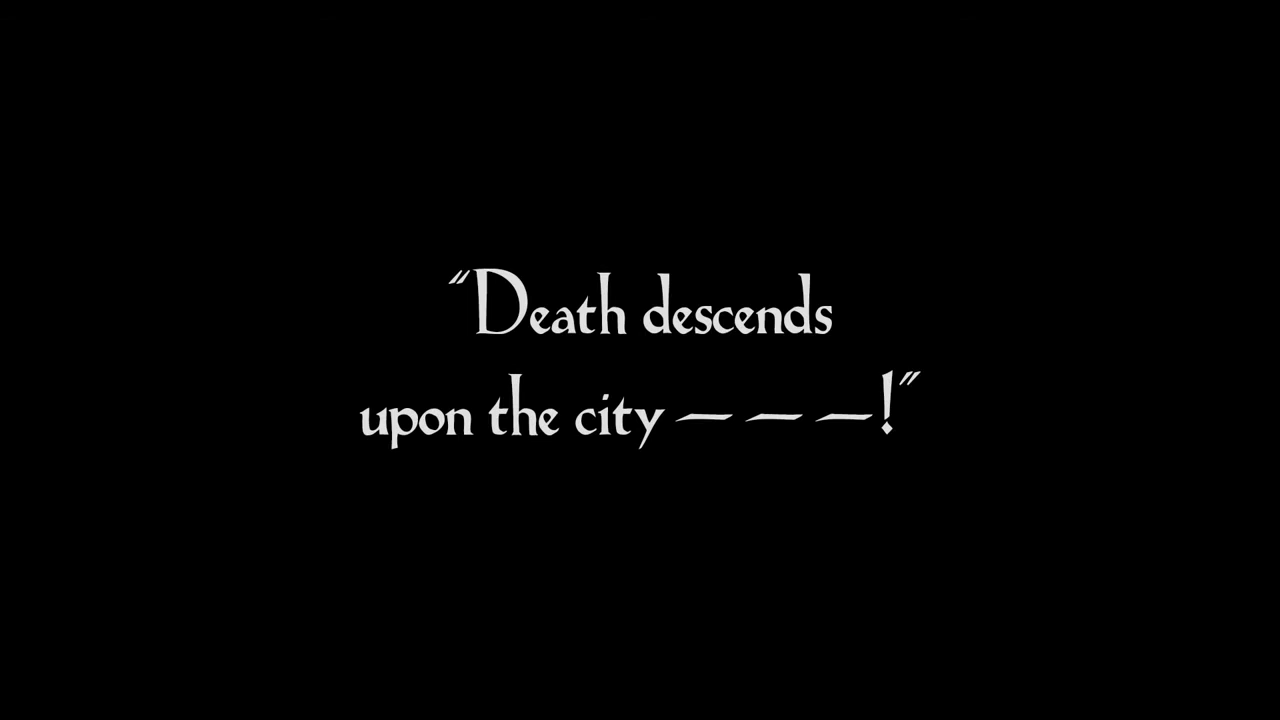 “Death descends
upon the city — — —!”